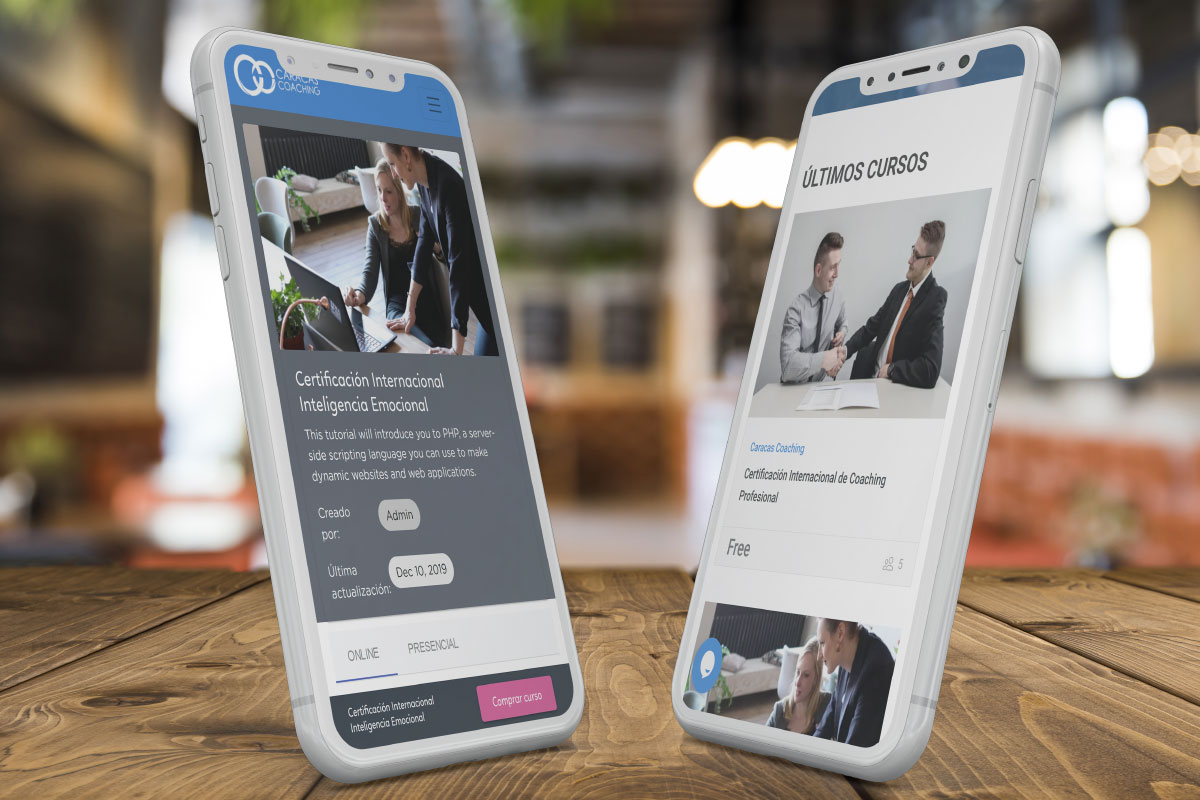 CARACAS
COACHING
Certificación Internacional
Inteligencia Emocional
This tutorial will introduce you to PHP, a server-
side scripting language you can use to make
dynamic websites and web applications.
Creado
por:
Admin
Última
actualización:
Dec 10, 2019
ONLINE
PRESENCIAL
Certificación Internacional
Inteligencia Emocional
Comprar curso
ÚLTIMOS CURSOS
Caracas Coaching
Certificación Internacional de Coaching
Profesional
Free
5